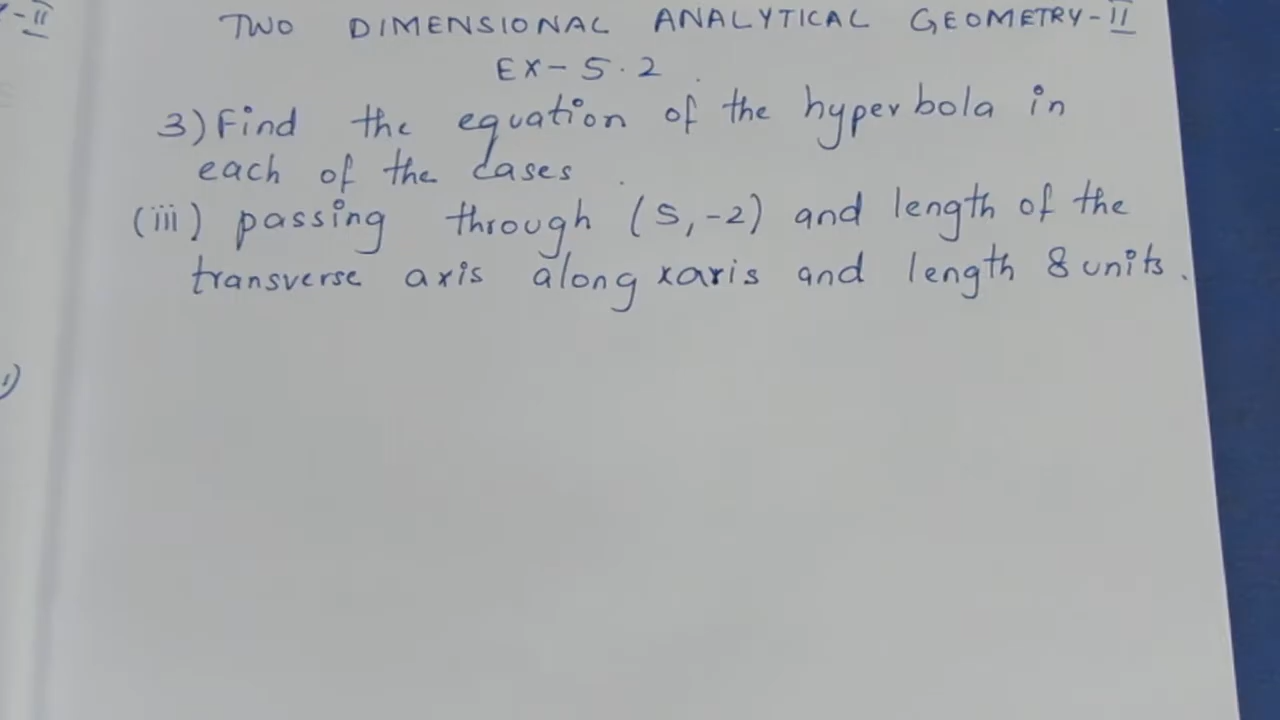 -II
TWO DIMENSIONAL ANALYTICAL GEOMETRY-II
EX-5.2
3) Find the equation of the hyperbola in
each of the cases
(iii) passing through (5,-2) and length of the
transverse axis along xaxis and length 8 units.